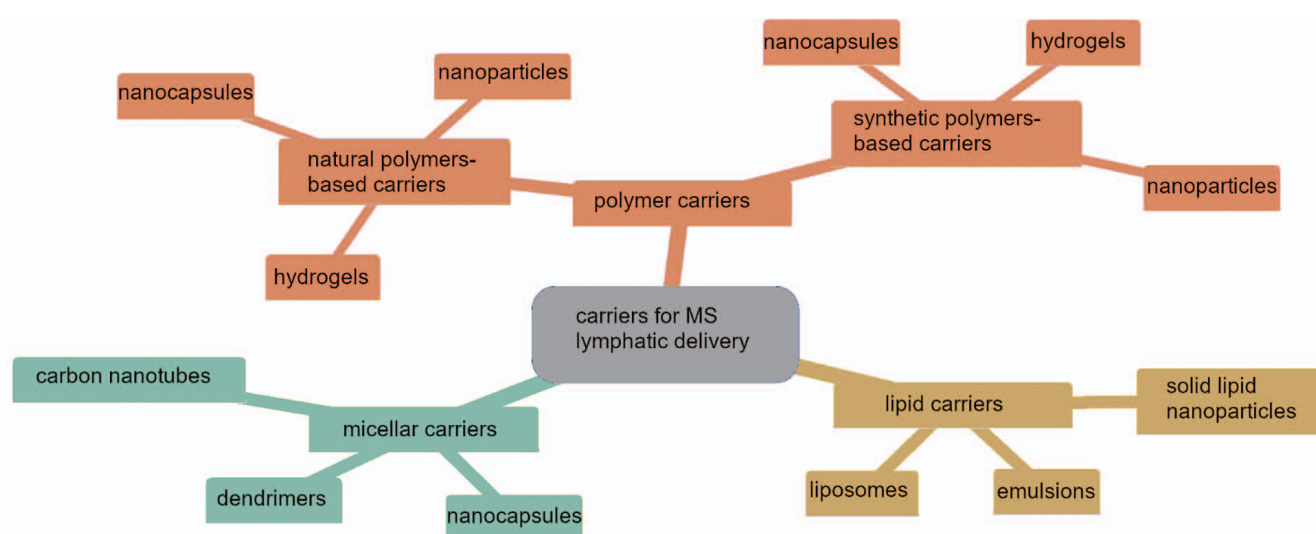 nanocapsules
hydrogels
nanoparticles
nanocapsules
synthetic polymers-
based carriers
natural polymers-
based carriers
nanoparticles
polymer carriers
hydrogels
carriers for MS
lymphatic delivery
carbon nanotubes
solid lipid
nanoparticles
lipid carriers
micellar carriers
dendrimers
liposomes
emulsions
nanocapsules